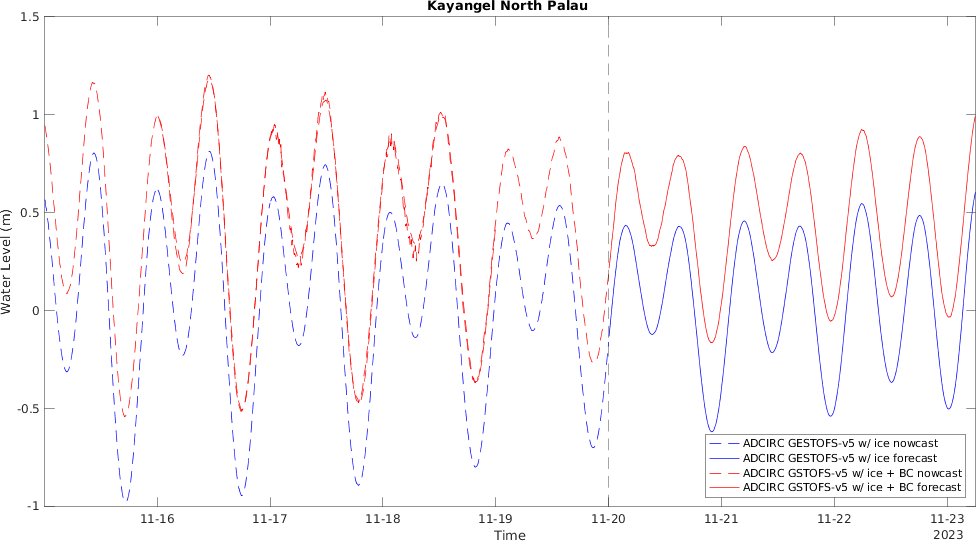 Kayangel North Palau
1.5
1
0.5
0
-0.5
-1
Water Level (m)
11-16
11-17
11-18
11-19
11-20
11-21
11-22
11-23
Time
2023
ADCIRC GESTOFS-v5 w/ ice nowcast
ADCIRC GESTOFS-v5 w/ ice forecast
ADCIRC GSTOFS-v5 w/ ice + BC nowcast
ADCIRC GSTOFS-v5 w/ ice + BC forecast